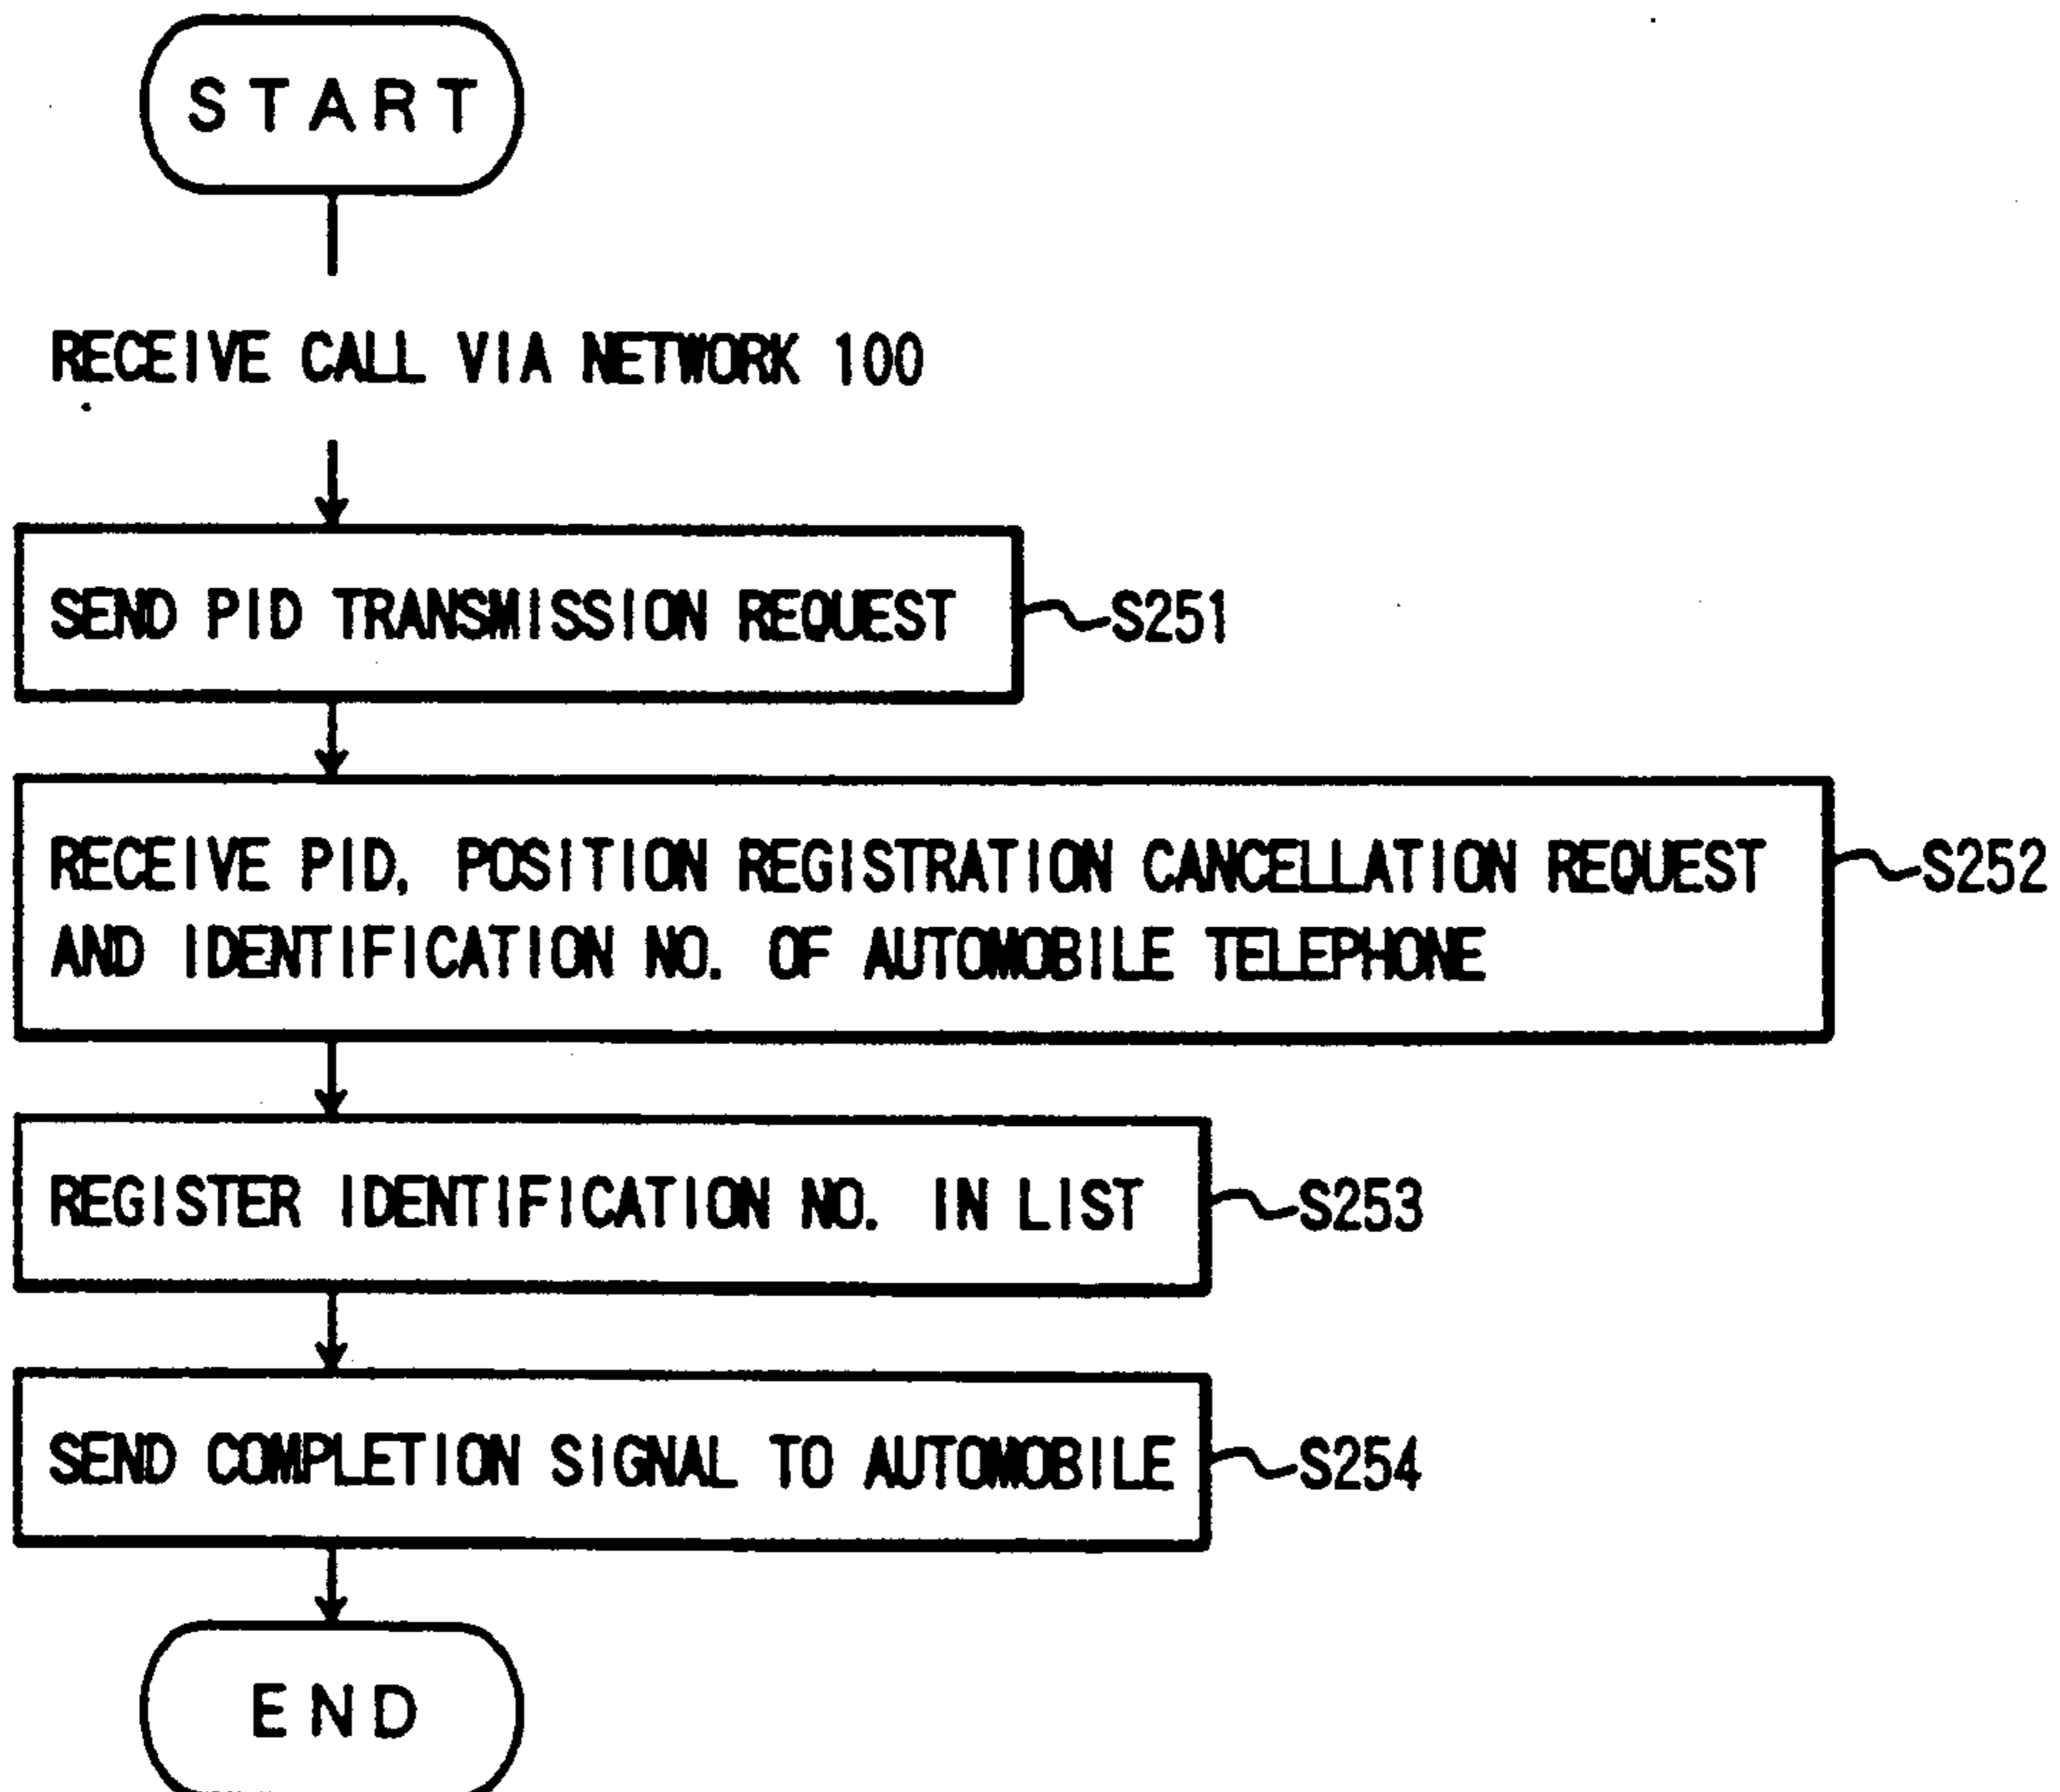 START
RECEIVE CALL VIA NETWORK 100
SEND PID TRANSMISSION REQUEST
S251
RECEIVE PID, POSITION REGISTRATION CANCELLATION REQUEST
AND IDENTIFICATION NO. OF AUTOMOBILE TELEPHONE
S252
REGISTER IDENTIFICATION NO. IN LIST
S253
SEND COMPLETION SIGNAL TO AUTOMOBILE
S254
END